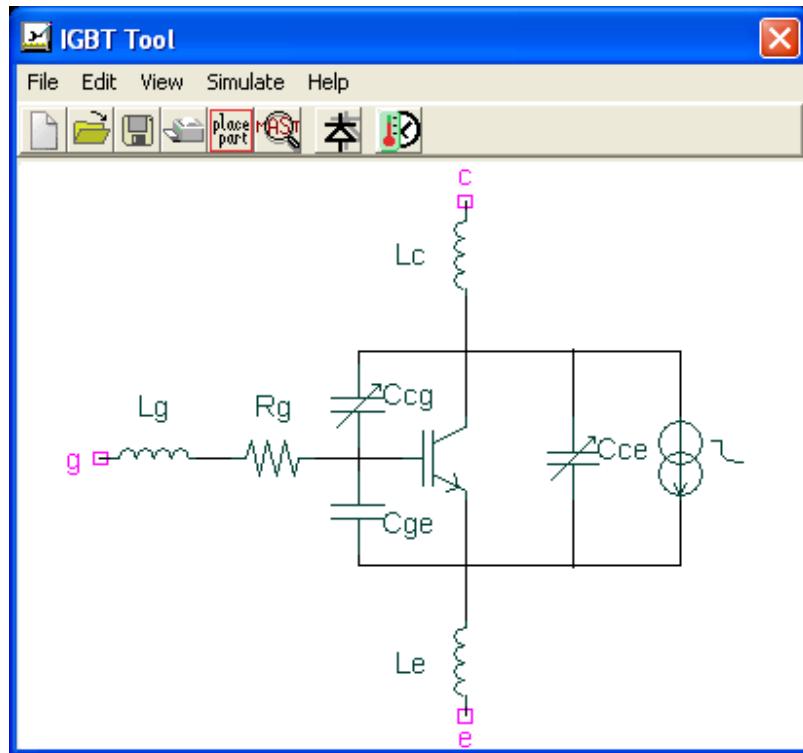 IGBT Tool
File Edit View Simulate Help
place
part
MAST
c
Lc
Ccg
Lg
Rg
g
Cce
Cge
Le
e